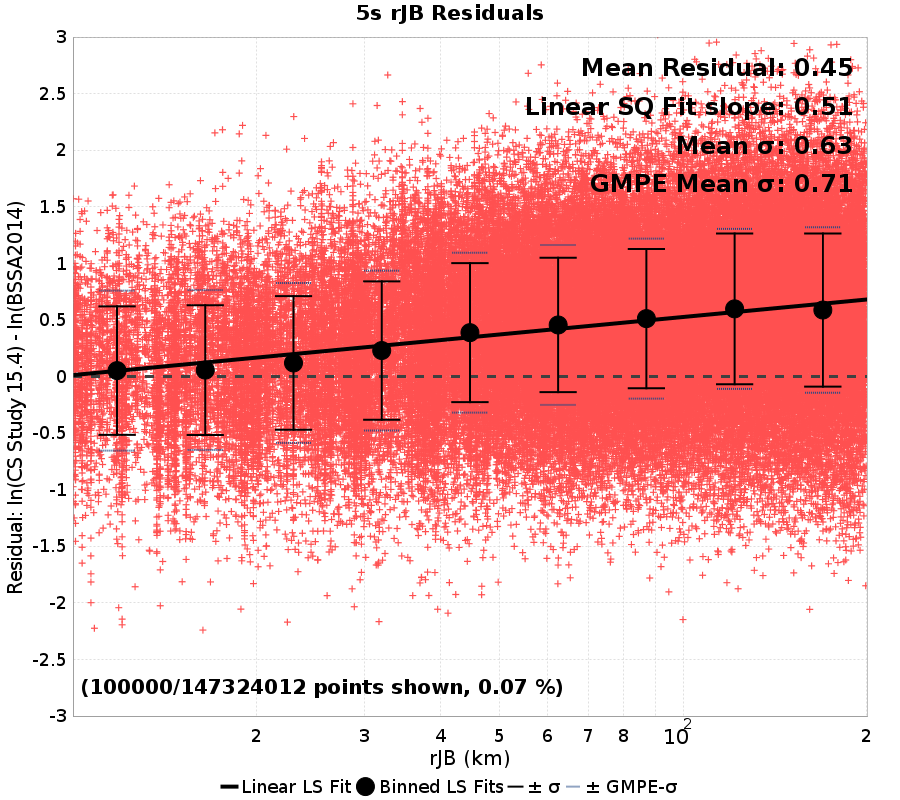 5s rJB Residuals
Mean Residual: 0.45
Linear SQ Fit slope: 0.51
Mean σ: 0.63
GMPE Mean σ: 0.71
Residual: ln(CS Study 15.4) - ln(BSSA2014)
3
2.5
2
1.5
1
0.5
0
-0.5
-1
-1.5
-2
-2.5
-3
(100000/147324012 points shown, 0.07 %)
2 3 4 5 6 7 8 10² 2
rJB (km)
Linear LS Fit Binned LS Fits ± σ ± GMPE-σ